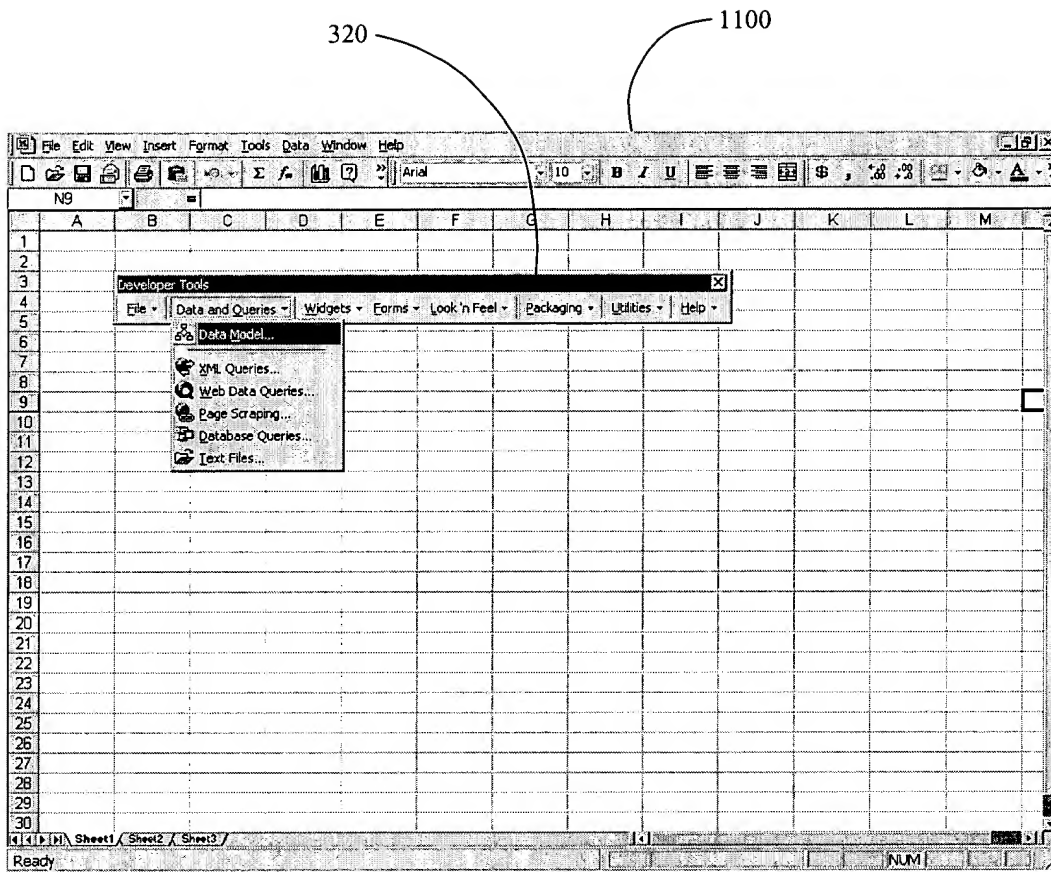 320
1100
File Edit View Insert Format Tools Data Window Help
Arial 10 B I U $ ,
N9 =
A B C D E F G H I J K L M
1
2
3
Developer Tools
4
File Data and Queries Widgets Forms Look 'n Feel Packaging Utilities Help
5
Data Model...
6
7
XML Queries...
8
Web Data Queries...
9
Page Scraping...
10
Database Queries...
11
Text Files...
12
13
14
15
16
17
18
19
20
21
22
23
24
25
26
27
28
29
30
Sheet1 Sheet2 Sheet3
Ready NUM